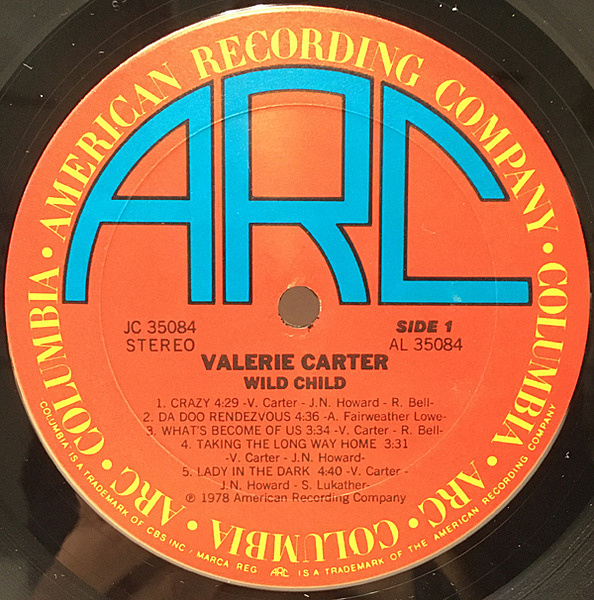 AMERICAN RECORDING COMPANY • COLUMBIA • ARC • COLUMBIA • ARC • COLUMBIA •
ARC
JC 35084
STEREO
SIDE 1
AL 35084
VALERIE CARTER
WILD CHILD
1. CRAZY 4:29 -V. Carter - J.N. Howard - R. Bell-
2. DA DOO RENDEZVOUS 4:36 -A. Fairweather Lowe-
3. WHAT'S BECOME OF US 3:34 -V. Carter - R. Bell-
4. TAKING THE LONG WAY HOME 3:31
-V. Carter - J.N. Howard-
5. LADY IN THE DARK 4:40 -V. Carter -
J.N. Howard - S. Lukather-
℗ 1978 American Recording Company
COLUMBIA IS A TRADEMARK OF CBS INC / MARCA REG ARC IS A TRADEMARK OF THE AMERICAN RECORDING COMPANY